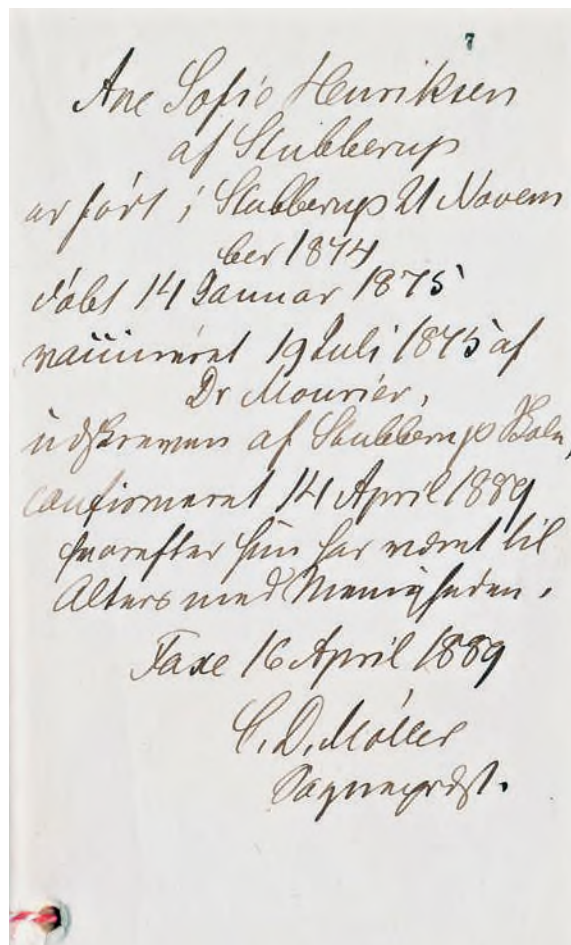 7
Ane Sofie Henriksen
af Stubberup
er født i Stubberup 21 Novem
ber 1874
døbt 14 Januar 1875
vaccineret 19 Juli 1875 af
Dr Mourier,
udskreven af Stubberup Skole,
confirmeret 14 April 1889
hvorefter hun har været til
Alters med Menigheden.
Faxe 16 April 1889
C. D. Møller
Sognepræst.